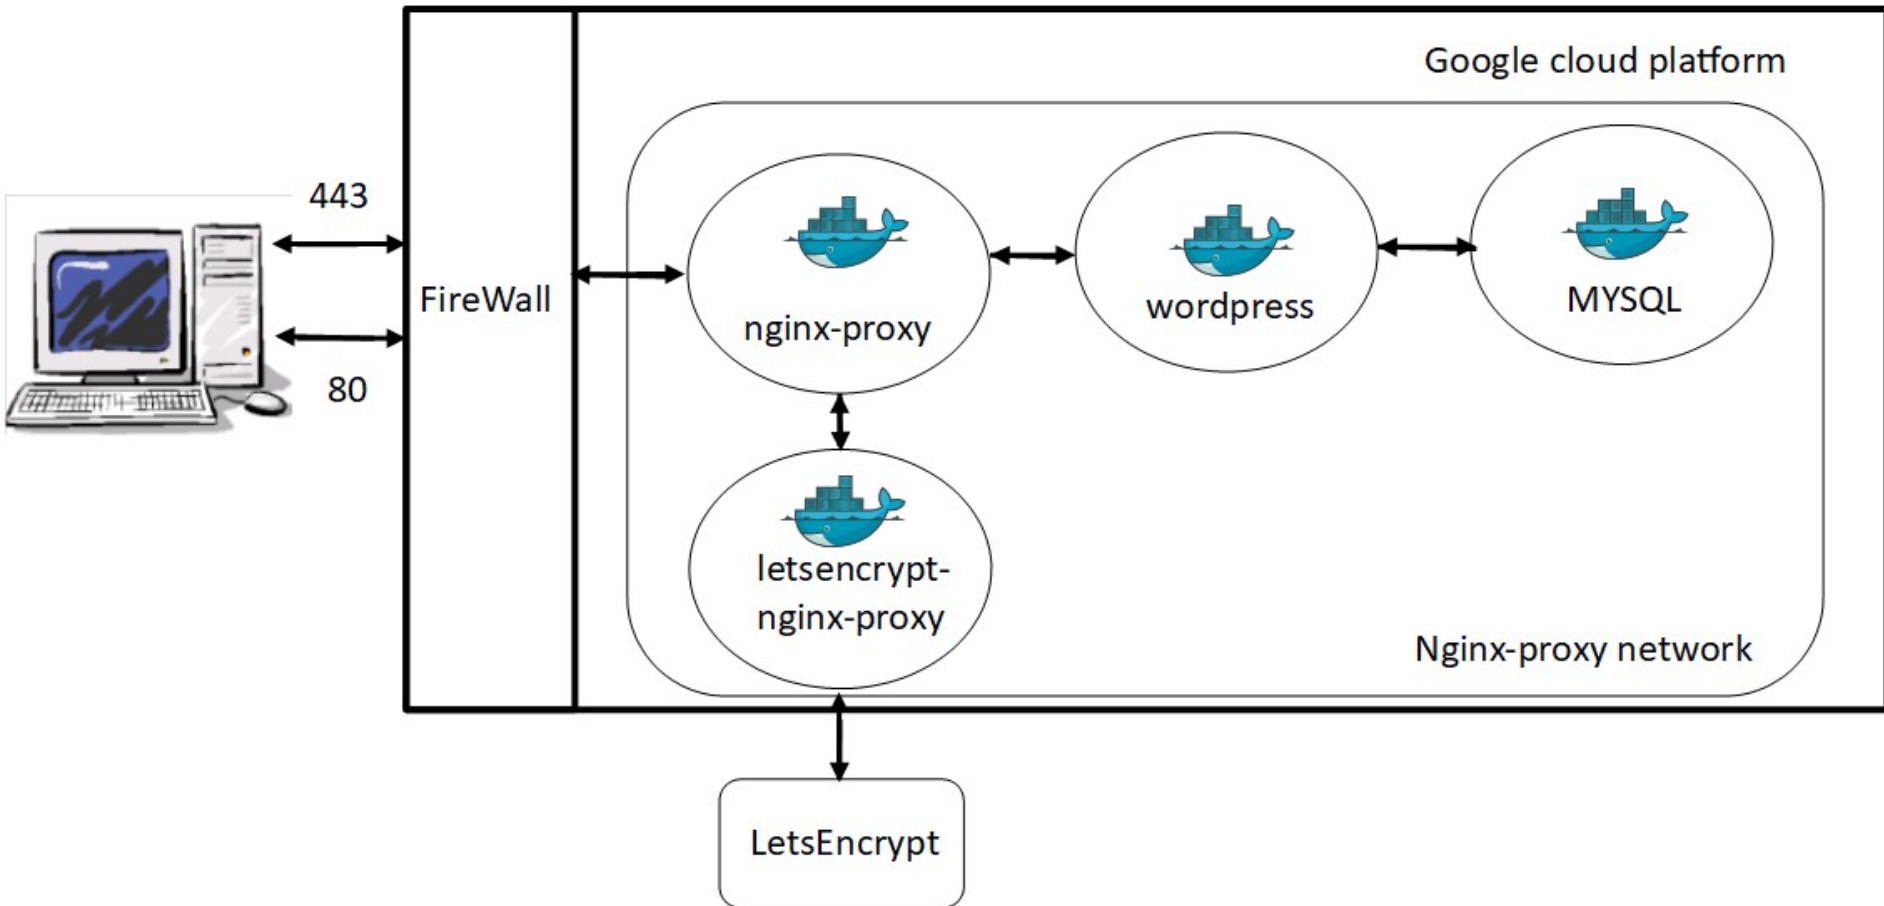 Google cloud platform
443
FireWall
80
nginx-proxy
wordpress
MYSQL
letsencrypt-
nginx-proxy
Nginx-proxy network
LetsEncrypt